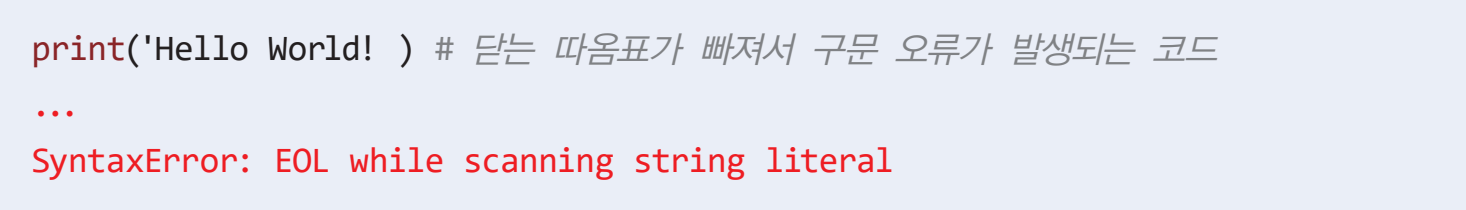 print('Hello World! ) # 닫는 따옴표가 빠져서 구문 오류가 발생되는 코드
...
SyntaxError: EOL while scanning string literal